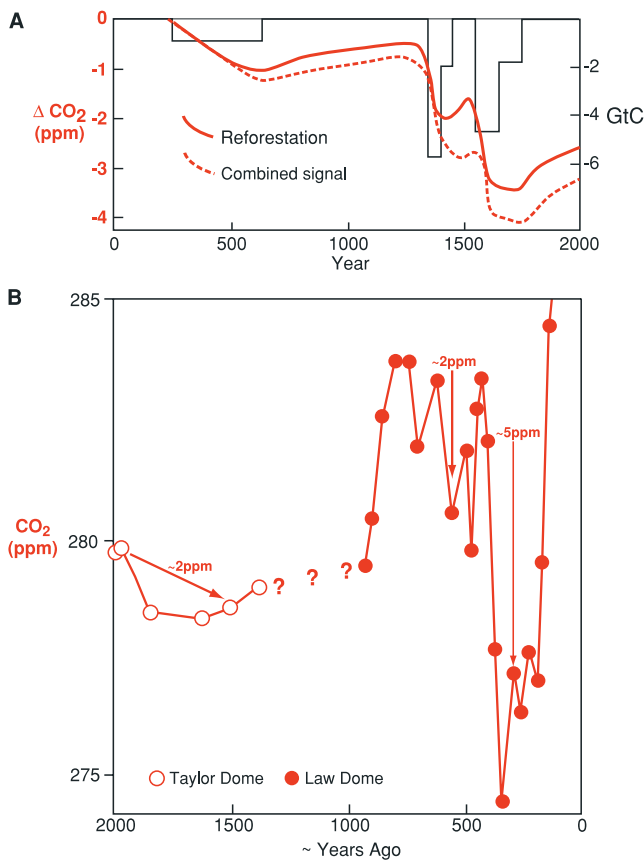 A
0
-1
-2
-3
-4
Δ CO2
(ppm)
Reforestation
Combined signal
-2
-4
-6
GtC
0
500
1000
1500
2000
Year
B
285
280
275
CO2
(ppm)
~2ppm
? ? ?
~2ppm
~5ppm
Taylor Dome
Law Dome
2000
1500
1000
500
0
~ Years Ago